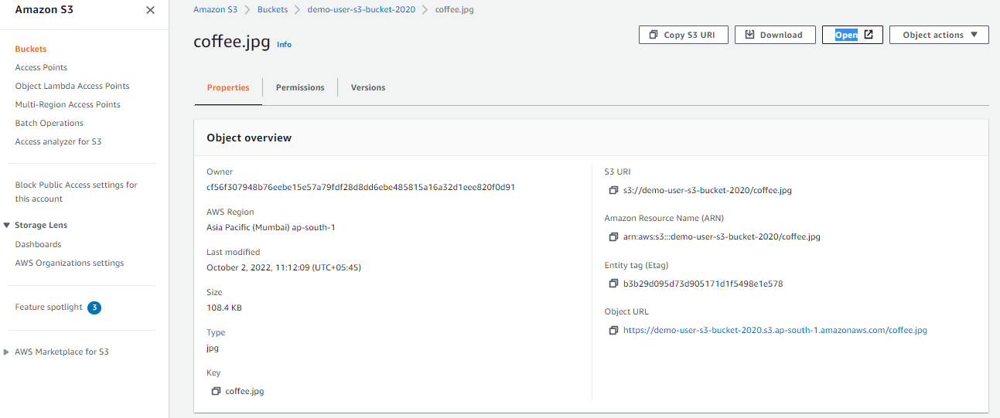 Amazon S3
Amazon S3 > Buckets > demo-user-s3-bucket-2020 > coffee.jpg
coffee.jpg Info
Copy S3 URI
Download
Open
Object actions
Buckets
Access Points
Object Lambda Access Points
Multi-Region Access Points
Batch Operations
Access analyzer for S3
Block Public Access settings for
this account
Storage Lens
Dashboards
AWS Organizations settings
Feature spotlight 3
AWS Marketplace for S3
Properties
Permissions
Versions
Object overview
Owner
cf56f307948b76eebe15e57a79fdf28d8dd6ebe485815a16a32d1eee820f0d91
AWS Region
Asia Pacific (Mumbai) ap-south-1
Last modified
October 2, 2022, 11:12:09 (UTC+05:45)
Size
108.4 KB
Type
jpg
Key
coffee.jpg
S3 URI
s3://demo-user-s3-bucket-2020/coffee.jpg
Amazon Resource Name (ARN)
arn:aws:s3:::demo-user-s3-bucket-2020/coffee.jpg
Entity tag (Etag)
b3b29d095d73d905171d1f5498e1e578
Object URL
https://demo-user-s3-bucket-2020.s3.ap-south-1.amazonaws.com/coffee.jpg